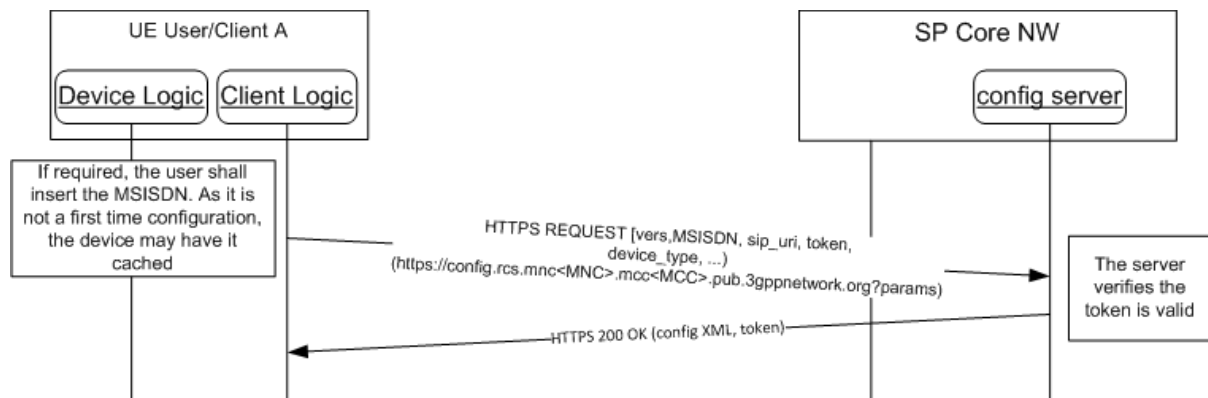 UE User/Client A
SP Core NW
Device Logic
Client Logic
config server
If required, the user shall
insert the MSISDN. As it is
not a first time configuration,
the device may have it
cached
HTTPS REQUEST [vers,MSISDN, sip_uri, token,
device_type, ...)
(https://config.rcs.mnc<MNC>.mcc<MCC>.pub.3gppnetwork.org?params)
The server
verifies the
token is valid
HTTPS 200 OK (config XML, token)